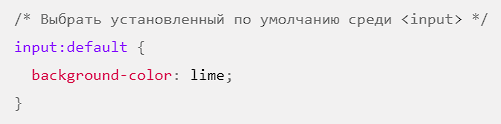 /* Выбрать установленный по умолчанию среди <input> */
input:default {
  background-color: lime;
}